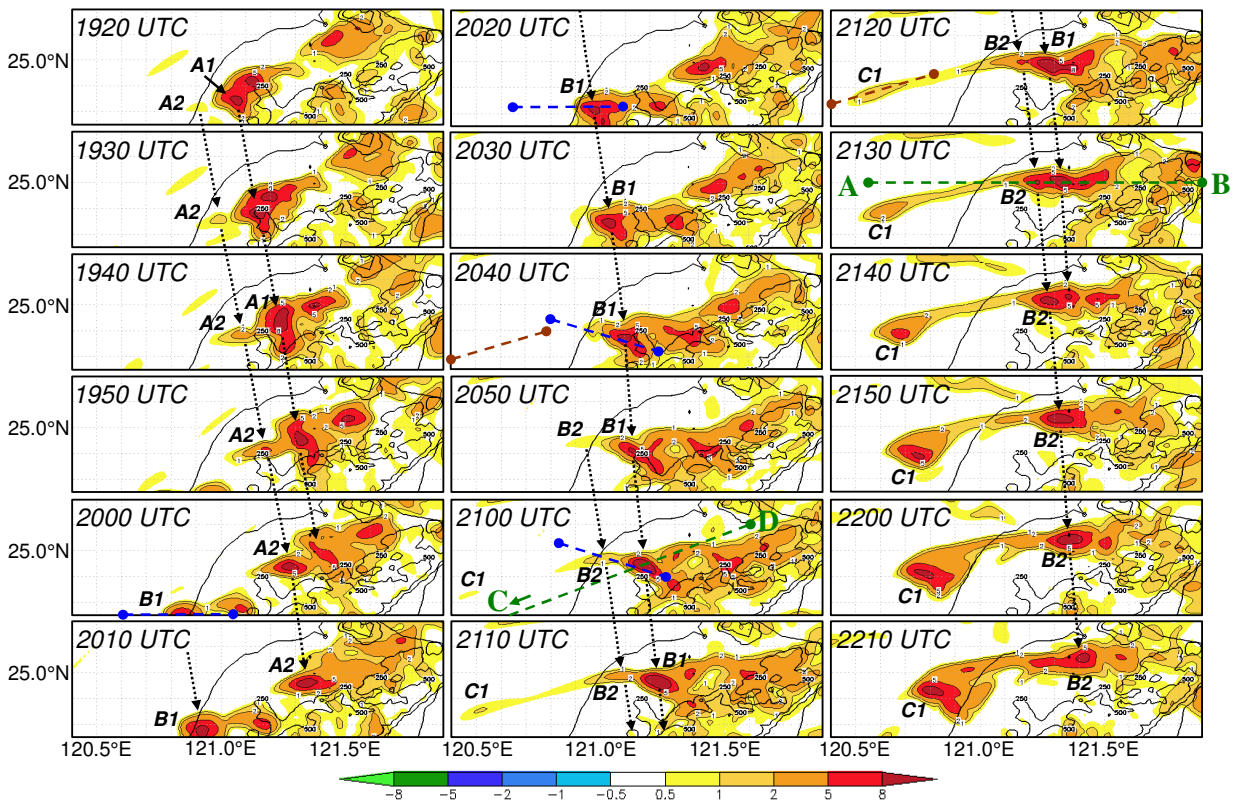 1920 UTC
A1
A2
25.0°N
1930 UTC
A2
25.0°N
1940 UTC
A1
A2
25.0°N
1950 UTC
A2
25.0°N
2000 UTC
A2
B1
25.0°N
2010 UTC
A2
B1
25.0°N
120.5°E 121.0°E 121.5°E
2020 UTC
B1
2030 UTC
B1
2040 UTC
B1
2050 UTC
B2 B1
2100 UTC
D
C1
B2
C
2110 UTC
B1
B2
C1
120.5°E 121.0°E 121.5°E
2120 UTC
B2 B1
C1
2130 UTC
A B
B2
C1
2140 UTC
B2
C1
2150 UTC
B2
C1
2200 UTC
B2
C1
2210 UTC
B2
C1
120.5°E 121.0°E 121.5°E
-8 -5 -2 -1 -0.5 0.5 1 2 5 8